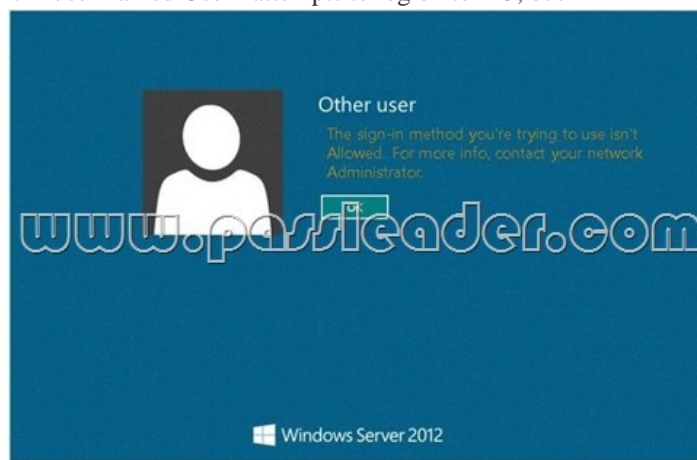 Other user
The sign-in method you're trying to use isn't
Allowed. For more info, contact your network
Administrator.
OK
www.passleader.com
Windows Server 2012